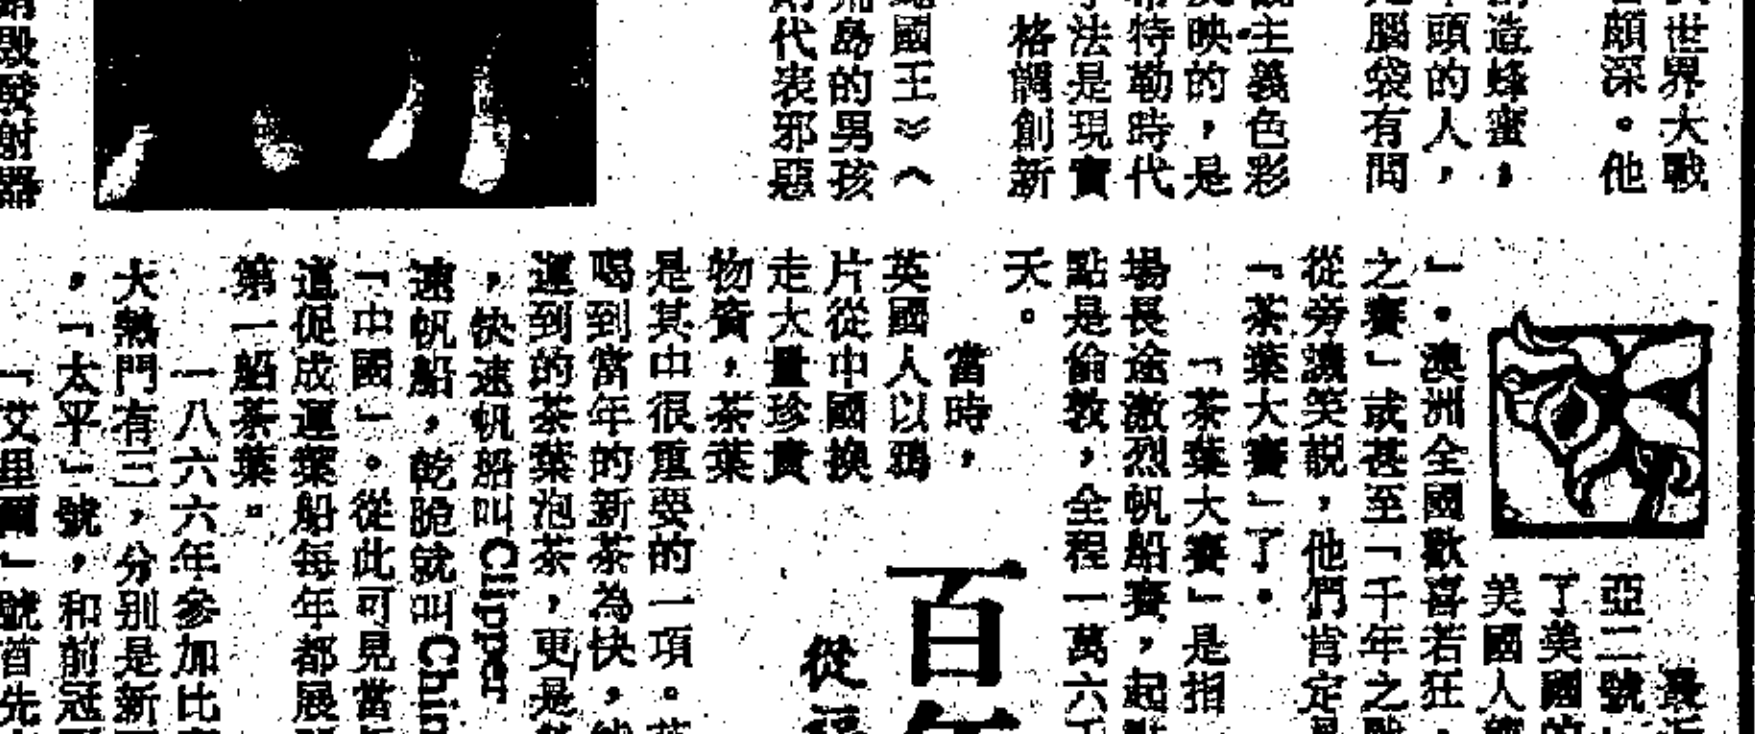 世界大戰
頗深。他
造蜂蜜，
頭的人，
腦袋有問
主義色彩
映的，是
特勒時代
法是現實
格調創新
國王》《
島的男孩
代表邪惡
毀發射器
最近
亞二號
了美國的
美國人
」。澳洲全國歡喜若狂，
之賽」或甚至「千年之戰
從旁譏笑説，他們肯定是
「茶葉大賽」了。
「茶葉大賽」是指
場長途激烈帆船賽，起點
點是倫敦，全程一萬六千
天。
百年
從
當時，
英國人以鴉
片從中國換
走大量珍貴
物資，茶葉
是其中很重要的一項。英
喝到當年的新茶為快，
運到的茶葉泡茶，更是
，快速帆船叫Clipper
速帆船，乾脆就叫Chin
「中國」。從此可見當
道促成運葉船每年都展
第一船茶葉。
一八六六年參加比賽
大熱門有三，分別是新
，「太平」號，和前冠
「艾里爾」號首先